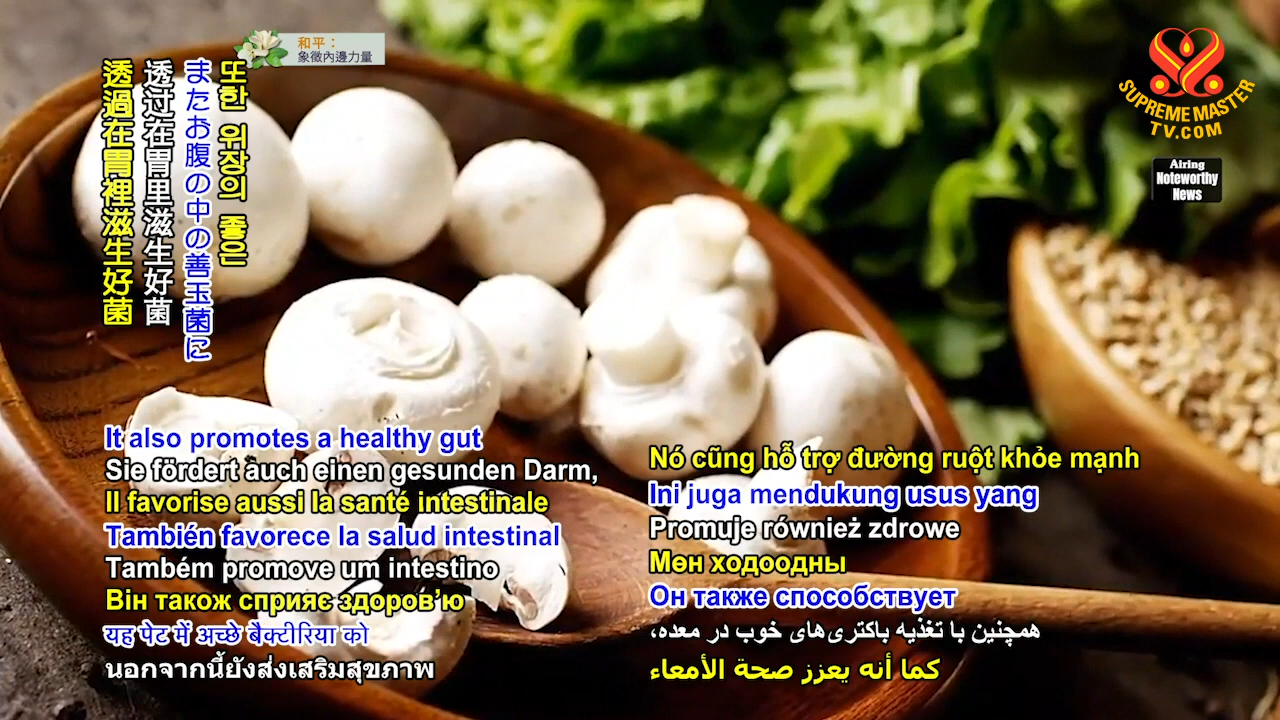 和平：
象徵內邊力量
SUPREME MASTER
TV.COM
Airing
Noteworthy
News
또한 위장의 좋은
またお腹の中の善玉菌に
透过在胃里滋生好菌
透過在胃裡滋生好菌
It also promotes a healthy gut
Sie fördert auch einen gesunden Darm,
Il favorise aussi la santé intestinale
También favorece la salud intestinal
Também promove um intestino
Він також сприяє здоров’ю
यह पेट में अच्छे बैक्टीरिया को
นอกจากนี้ยังส่งเสริมสุขภาพ
Nó cũng hỗ trợ đường ruột khỏe mạnh
Ini juga mendukung usus yang
Promuje również zdrowe
Мөн ходоодны
Он также способствует
همچنین با تغذیه باکتری‌های خوب در معده،
كما أنه يعزز صحة الأمعاء